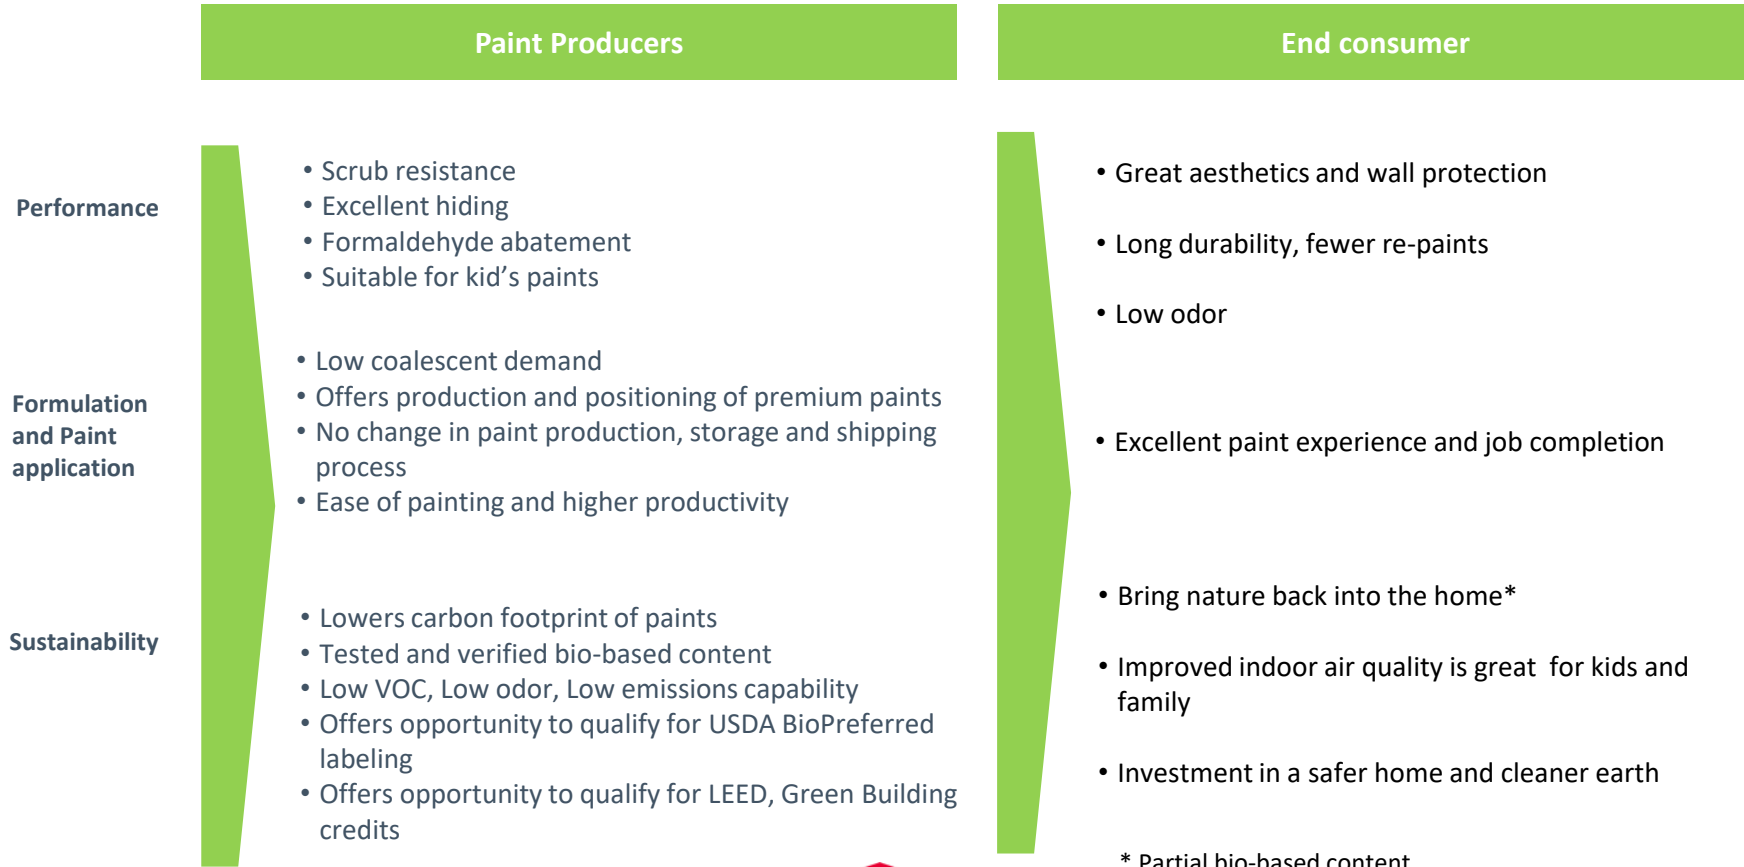 Paint Producers
End consumer
Performance
• Scrub resistance
• Excellent hiding
• Formaldehyde abatement
• Suitable for kid’s paints
• Great aesthetics and wall protection
• Long durability, fewer re-paints
• Low odor
Formulation
and Paint
application
• Low coalescent demand
• Offers production and positioning of premium paints
• No change in paint production, storage and shipping
process
• Ease of painting and higher productivity
• Excellent paint experience and job completion
Sustainability
• Lowers carbon footprint of paints
• Tested and verified bio-based content
• Low VOC, Low odor, Low emissions capability
• Offers opportunity to qualify for USDA BioPreferred
labeling
• Offers opportunity to qualify for LEED, Green Building
credits
• Bring nature back into the home*
• Improved indoor air quality is great  for kids and
family
• Investment in a safer home and cleaner earth
* Partial bio-based content